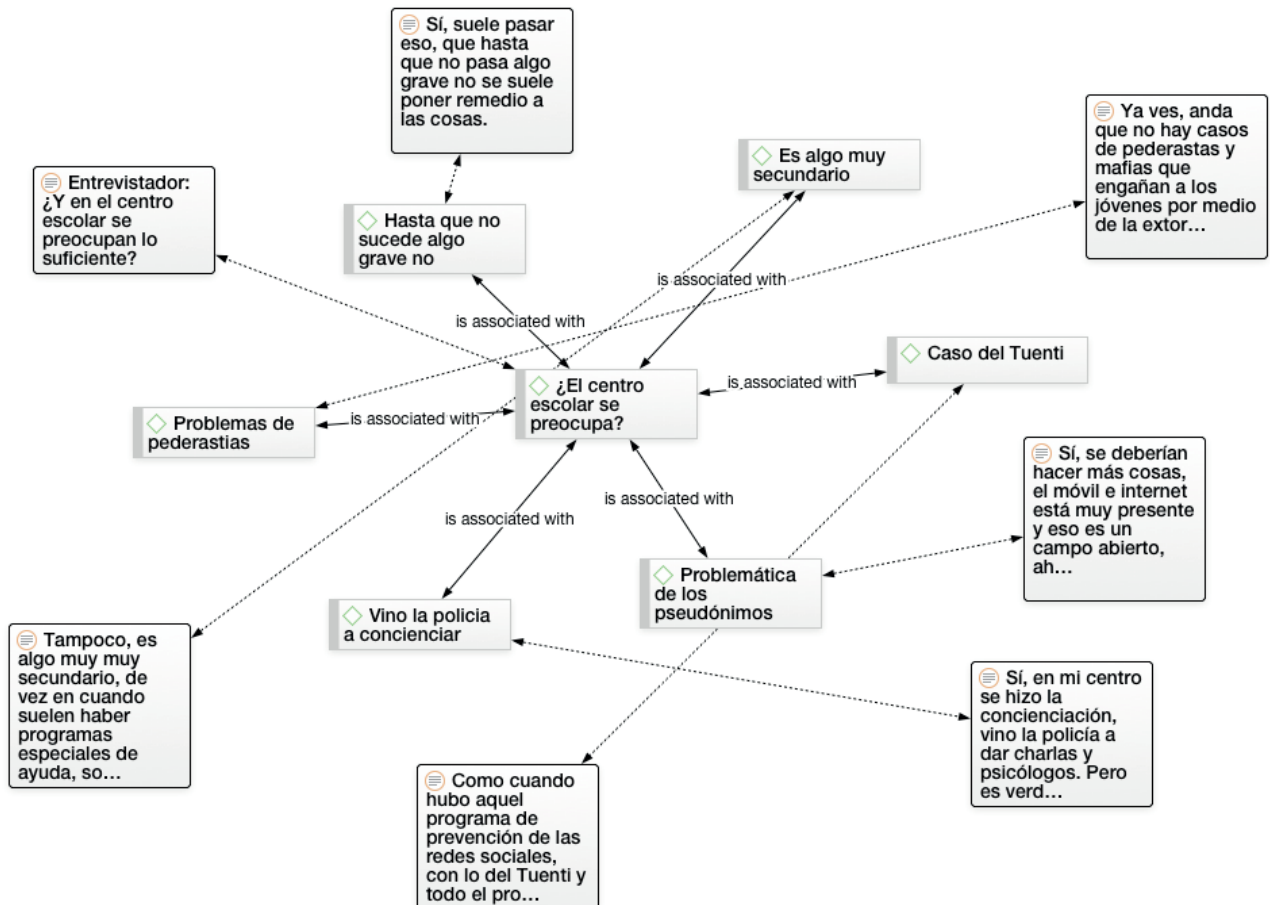 Sí, suele pasar
eso, que hasta
que no pasa algo
grave no se suele
poner remedio a
las cosas.
Ya ves, anda
que no hay casos
de pederastas y
mafias que
engañan a los
jóvenes por medio
de la extor...
Es algo muy
secundario
Entrevistador:
¿Y en el centro
escolar se
preocupan lo
suficiente?
Hasta que no
sucede algo
grave no
is associated with
is associated with
Caso del Tuenti
¿El centro
escolar se
preocupa?
is associated with
Problemas de
pederastias
is associated with
Sí, se deberían
hacer más cosas,
el móvil e internet
está muy presente
y eso es un
campo abierto,
ah...
is associated with
is associated with
Problemática
de los
pseudónimos
Vino la policia
a concienciar
Tampoco, es
algo muy muy
secundario, de
vez en cuando
suelen haber
programas
especiales de
ayuda, so...
Sí, en mi centro
se hizo la
concienciación,
vino la policía a
dar charlas y
psicólogos. Pero
es verd...
Como cuando
hubo aquel
programa de
prevención de las
redes sociales,
con lo del Tuenti y
todo el pro...